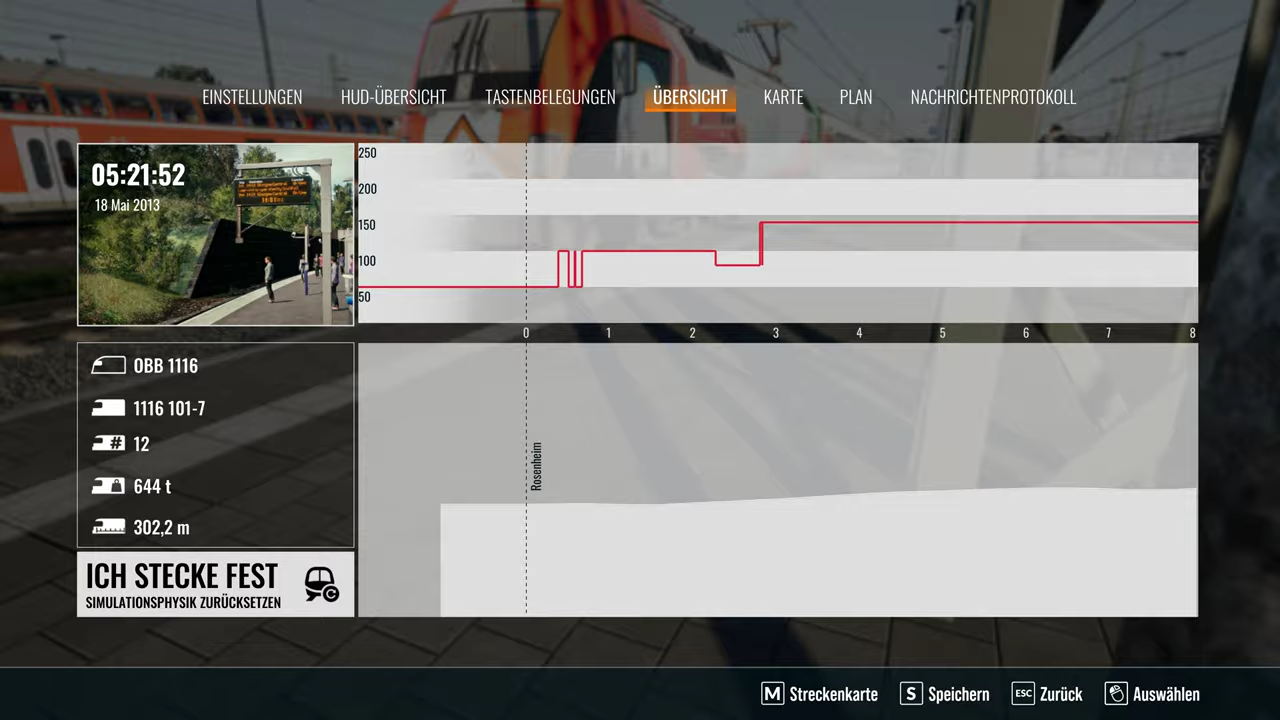 EINSTELLUNGEN HUD-ÜBERSICHT TASTENBELEGUNGEN ÜBERSICHT KARTE PLAN NACHRICHTENPROTOKOLL
05:21:52
18 Mai 2013
250
200
150
100
50
0 1 2 3 4 5 6 7 8
ÖBB 1116
1116 101-7
# 12
644 t
302,2 m
Rosenheim
ICH STECKE FEST
SIMULATIONSPHYSIK ZURÜCKSETZEN
M Streckenkarte S Speichern ESC Zurück Auswählen